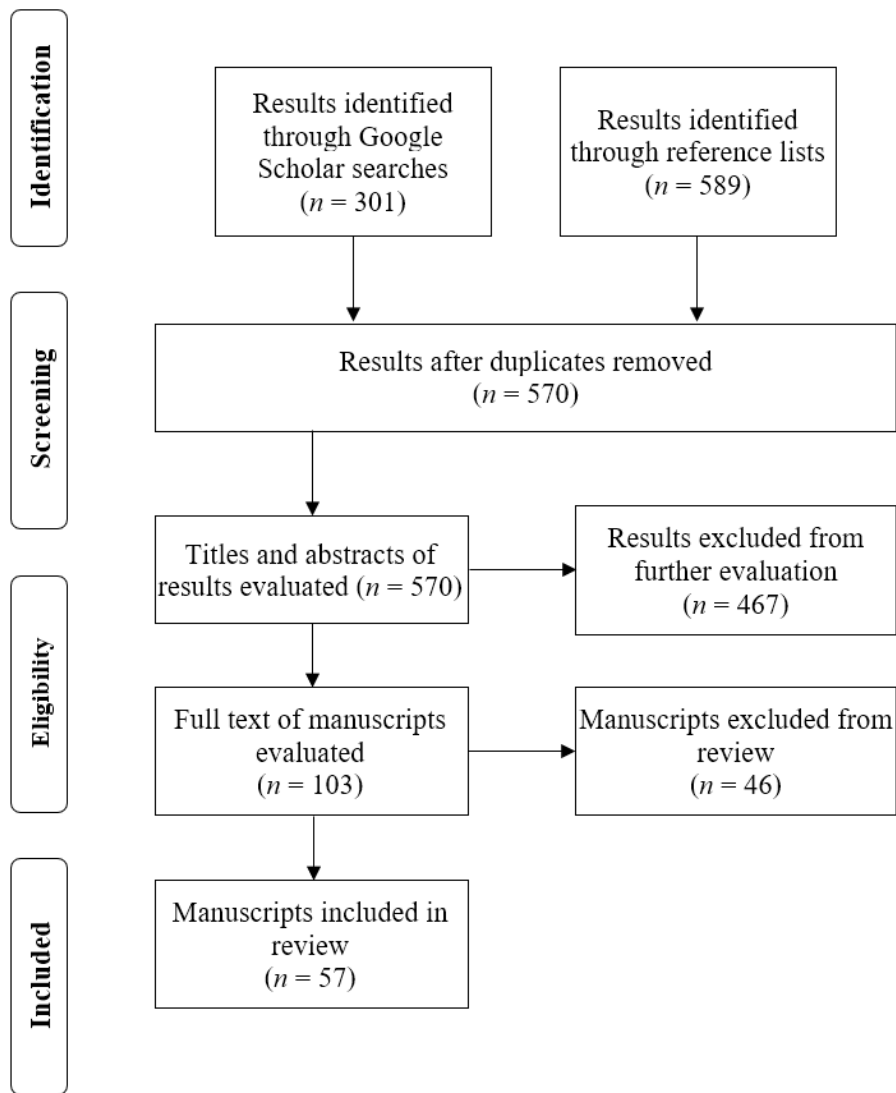 Identification
Results identified
through Google
Scholar searches
(n = 301)
Results identified
through reference lists
(n = 589)
Screening
Results after duplicates removed
(n = 570)
Titles and abstracts of
results evaluated (n = 570)
Results excluded from
further evaluation
(n = 467)
Eligibility
Full text of manuscripts
evaluated
(n = 103)
Manuscripts excluded from
review
(n = 46)
Included
Manuscripts included in
review
(n = 57)